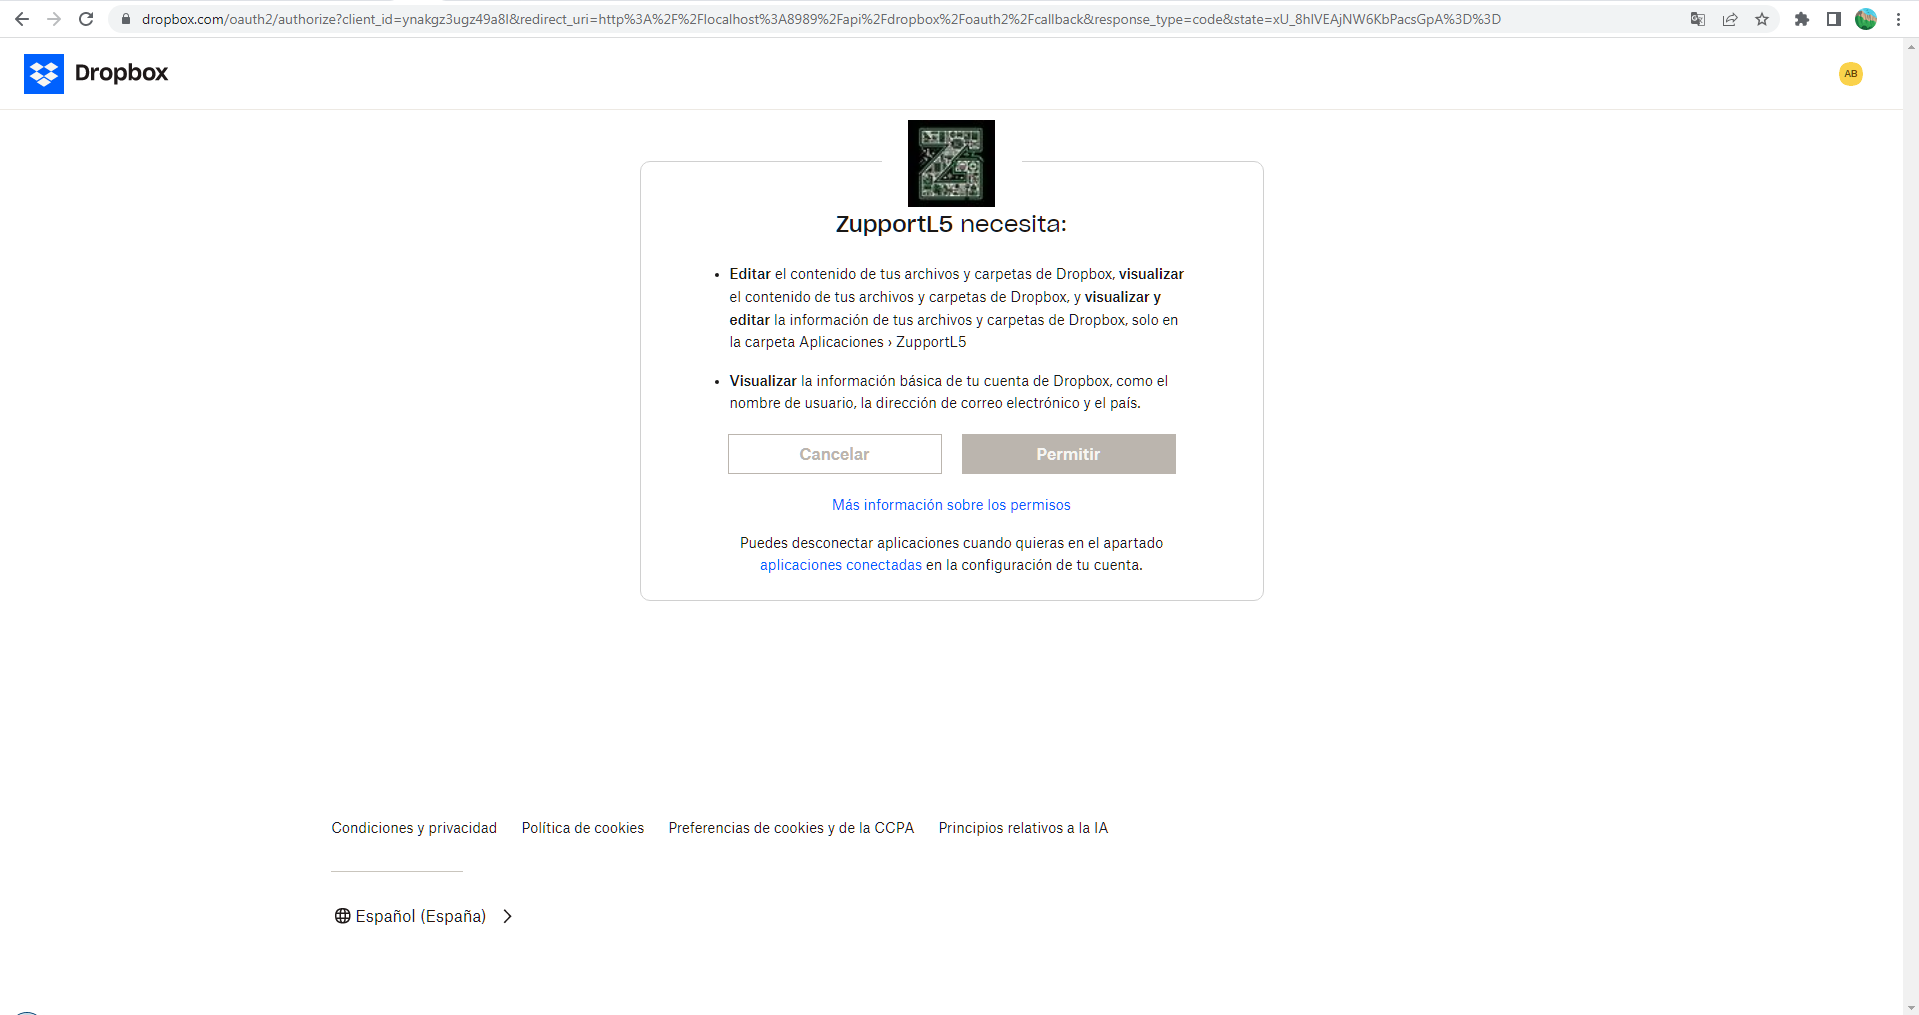 dropbox.com/oauth2/authorize?client_id=ynakgz3ugz49a8l&redirect_uri=http%3A%2F%2Flocalhost%3A8989%2Fapi%2Fdropbox%2Foauth2%2Fcallback&response_type=code&state=xU_8hlVEAjNW6KbPacsGpA%3D%3D
Dropbox
AB
ZupportL5 necesita:
• Editar el contenido de tus archivos y carpetas de Dropbox, visualizar
el contenido de tus archivos y carpetas de Dropbox, y visualizar y
editar la información de tus archivos y carpetas de Dropbox, solo en
la carpeta Aplicaciones › ZupportL5
• Visualizar la información básica de tu cuenta de Dropbox, como el
nombre de usuario, la dirección de correo electrónico y el país.
Cancelar Permitir
Más información sobre los permisos
Puedes desconectar aplicaciones cuando quieras en el apartado
aplicaciones conectadas en la configuración de tu cuenta.
Condiciones y privacidad Política de cookies Preferencias de cookies y de la CCPA Principios relativos a la IA
Español (España)